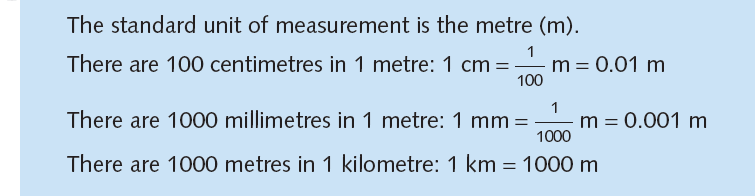 The standard unit of measurement is the metre (m).
There are 100 centimetres in 1 metre: 1 cm = 1/100 m = 0.01 m
There are 1000 millimetres in 1 metre: 1 mm = 1/1000 m = 0.001 m
There are 1000 metres in 1 kilometre: 1 km = 1000 m